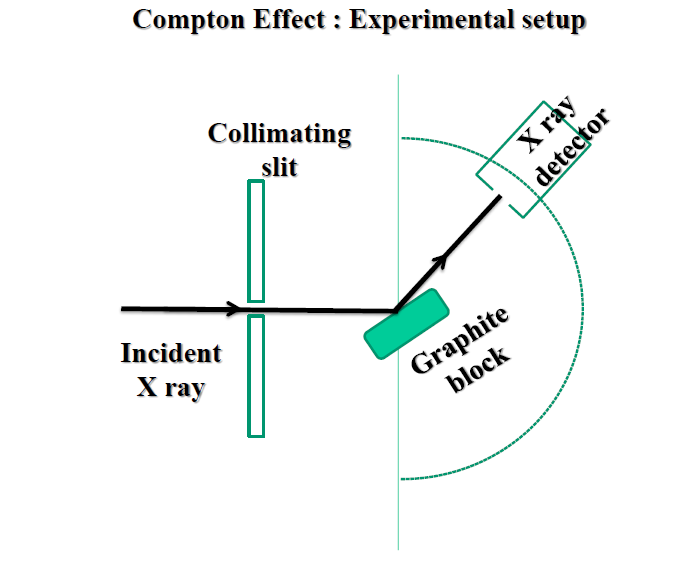 Compton Effect : Experimental setup
Collimating
slit
X ray
detector
Incident
X ray
Graphite
block